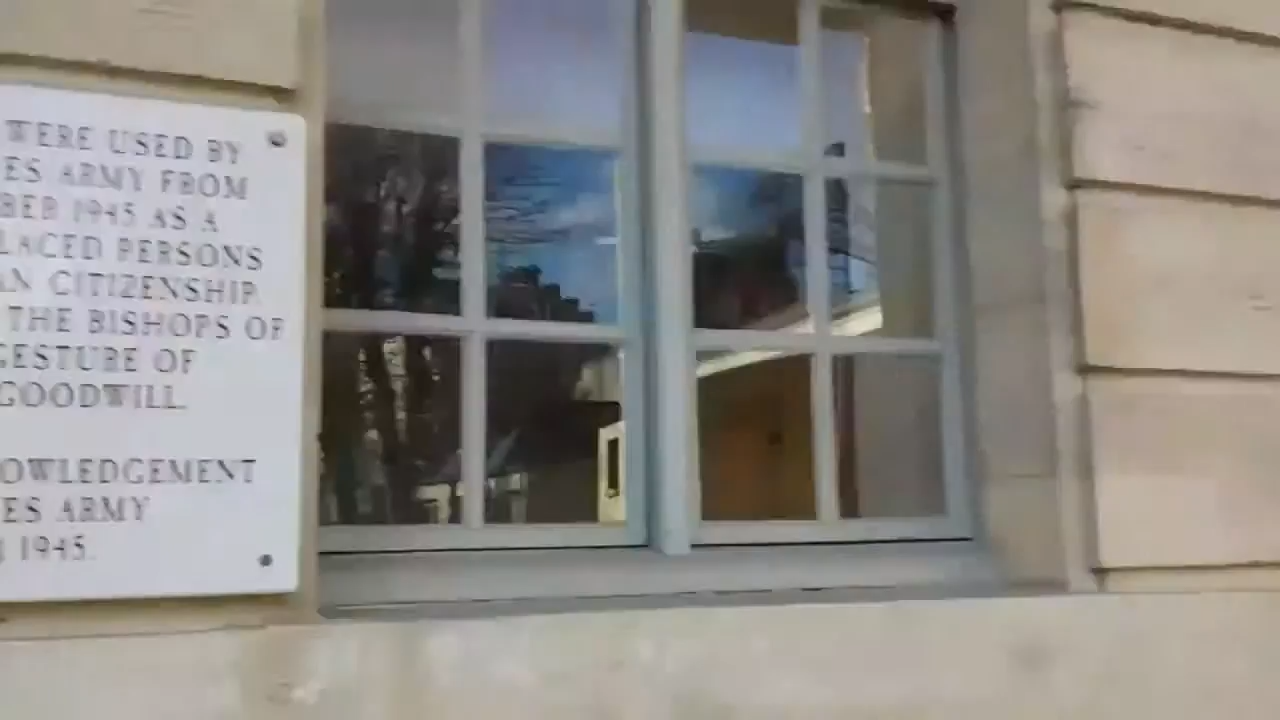 WERE USED BY
ES ARMY FROM
BER 1945 AS A
LACED PERSONS
AN CITIZENSHIP.
THE BISHOPS OF
GESTURE OF
GOODWILL.
OWLEDGEMENT
ES ARMY
1945.